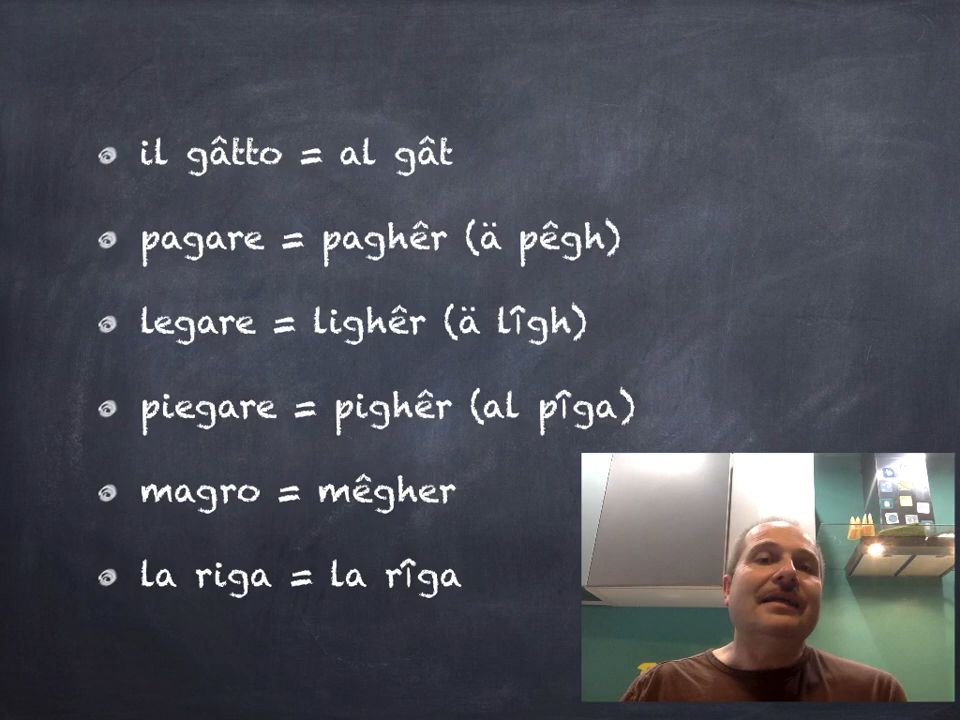 il gâtto = al gât
pagare = paghêr (ä pêgh)
legare = lighêr (ä lîgh)
piegare = pighêr (al pîga)
magro = mêgher
la riga = la rîga